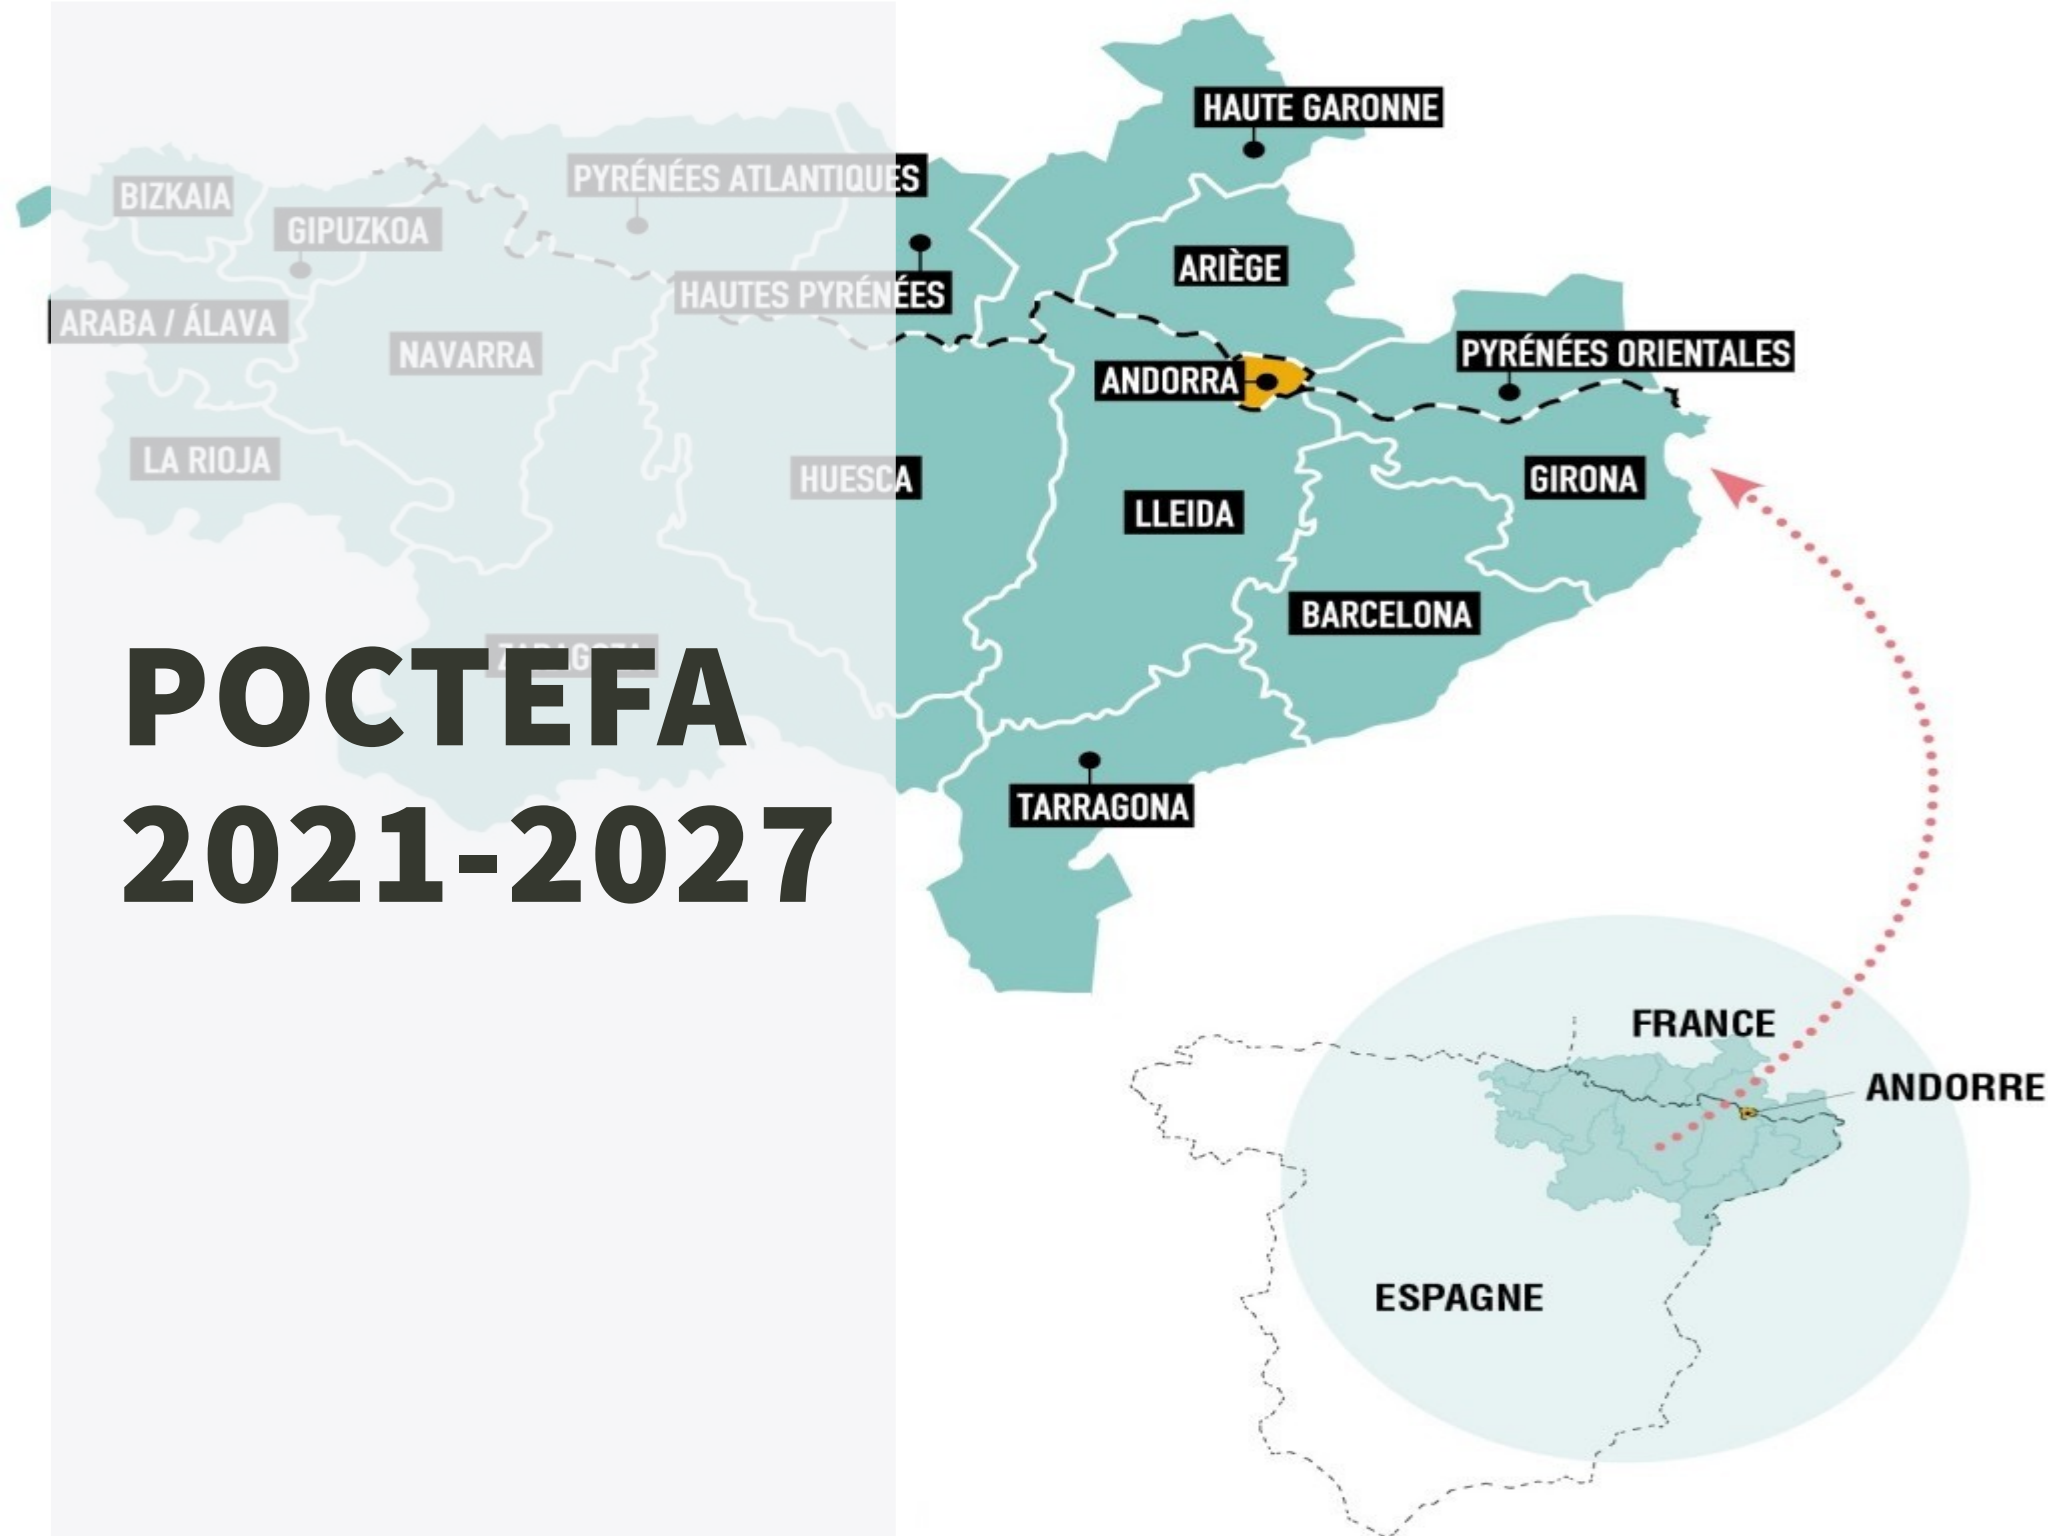 HAUTE GARONNE
PYRÉNÉES ATLANTIQUES
BIZKAIA
GIPUZKOA
ARIÈGE
HAUTES PYRÉNÉES
ARABA / ÁLAVA
NAVARRA
PYRÉNÉES ORIENTALES
ANDORRA
LA RIOJA
HUESCA
GIRONA
LLEIDA
BARCELONA
ZARAGOZA
POCTEFA
2021-2027
TARRAGONA
FRANCE
ANDORRE
ESPAGNE